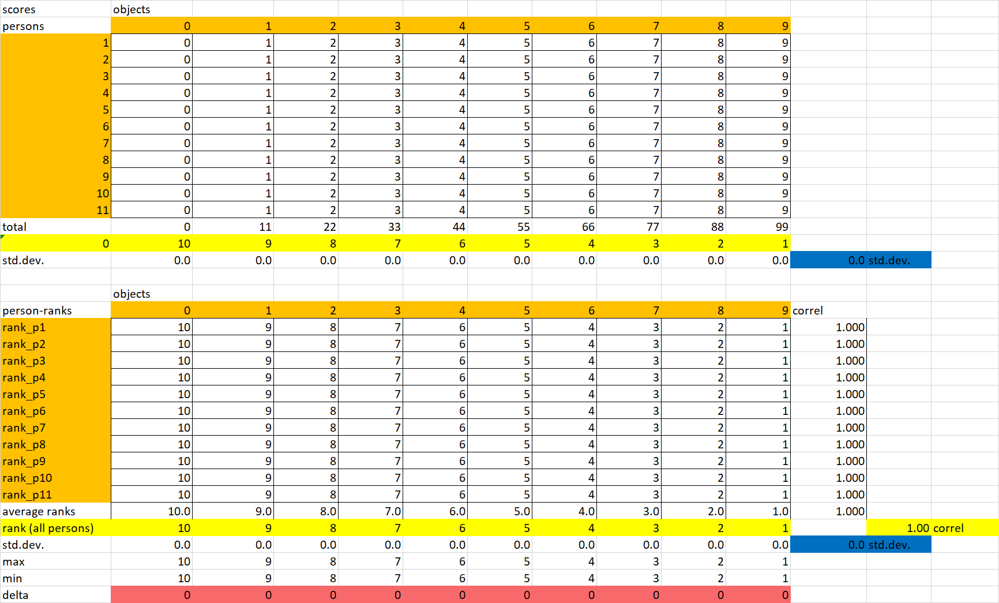 scores objects
persons 0 1 2 3 4 5 6 7 8 9
1 0 1 2 3 4 5 6 7 8 9
2 0 1 2 3 4 5 6 7 8 9
3 0 1 2 3 4 5 6 7 8 9
4 0 1 2 3 4 5 6 7 8 9
5 0 1 2 3 4 5 6 7 8 9
6 0 1 2 3 4 5 6 7 8 9
7 0 1 2 3 4 5 6 7 8 9
8 0 1 2 3 4 5 6 7 8 9
9 0 1 2 3 4 5 6 7 8 9
10 0 1 2 3 4 5 6 7 8 9
11 0 1 2 3 4 5 6 7 8 9
total 0 11 22 33 44 55 66 77 88 99
0 10 9 8 7 6 5 4 3 2 1
std.dev. 0.0 0.0 0.0 0.0 0.0 0.0 0.0 0.0 0.0 0.0 0.0 std.dev.
objects
person-ranks 0 1 2 3 4 5 6 7 8 9 correl
rank_p1 10 9 8 7 6 5 4 3 2 1 1.000
rank_p2 10 9 8 7 6 5 4 3 2 1 1.000
rank_p3 10 9 8 7 6 5 4 3 2 1 1.000
rank_p4 10 9 8 7 6 5 4 3 2 1 1.000
rank_p5 10 9 8 7 6 5 4 3 2 1 1.000
rank_p6 10 9 8 7 6 5 4 3 2 1 1.000
rank_p7 10 9 8 7 6 5 4 3 2 1 1.000
rank_p8 10 9 8 7 6 5 4 3 2 1 1.000
rank_p9 10 9 8 7 6 5 4 3 2 1 1.000
rank_p10 10 9 8 7 6 5 4 3 2 1 1.000
rank_p11 10 9 8 7 6 5 4 3 2 1 1.000
average ranks 10.0 9.0 8.0 7.0 6.0 5.0 4.0 3.0 2.0 1.0 1.000
rank (all persons) 10 9 8 7 6 5 4 3 2 1 1.00 correl
std.dev. 0.0 0.0 0.0 0.0 0.0 0.0 0.0 0.0 0.0 0.0 0.0 std.dev.
max 10 9 8 7 6 5 4 3 2 1
min 10 9 8 7 6 5 4 3 2 1
delta 0 0 0 0 0 0 0 0 0 0